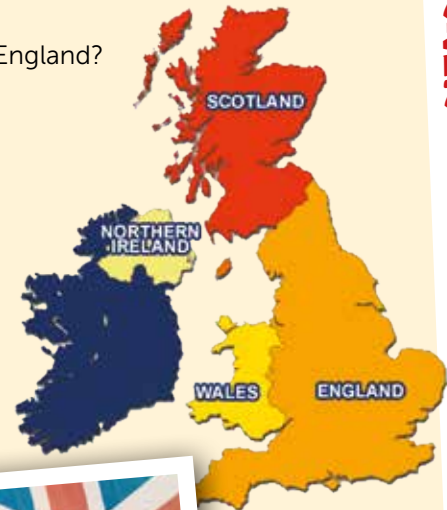 England?
SCOTLAND
NORTHERN
IRELAND
WALES
ENGLAND